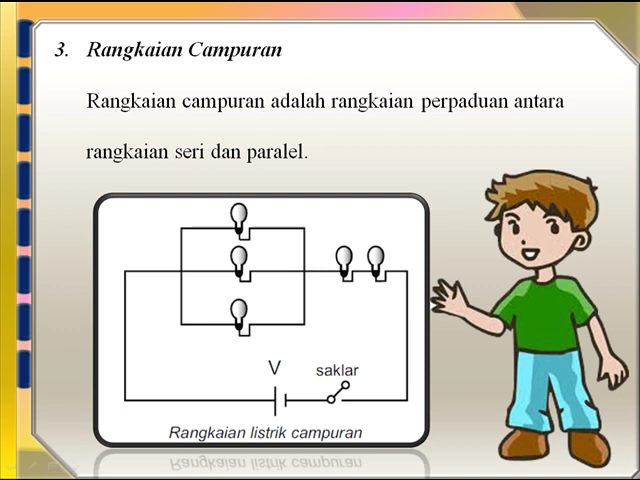 3. Rangkaian Campuran
Rangkaian campuran adalah rangkaian perpaduan antara
rangkaian seri dan paralel.
V
saklar
Rangkaian listrik campuran